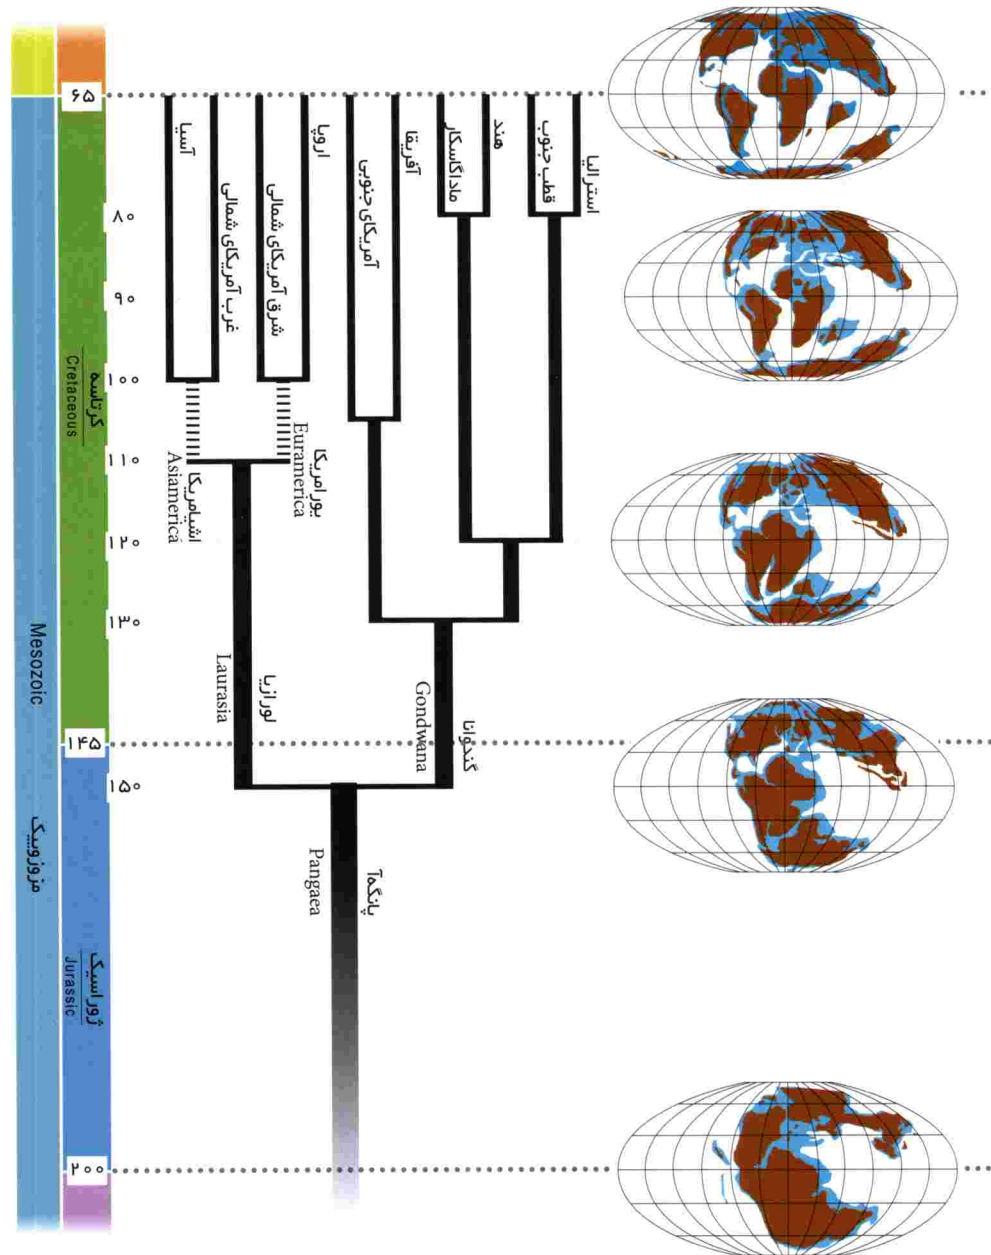 ۶۵
۸۰
۹۰
۱۰۰
۱۱۰
۱۲۰
۱۳۰
۱۴۵
۱۵۰
۲۰۰
آسیا
غرب آمریکای شمالی
شرق آمریکای شمالی
اروپا
آمریکای جنوبی
آفریقا
ماداگاسکار
هند
قطب جنوب
استرالیا
کرتاسه
Cretaceous
اشیامریکا
Asiamerica
یورامریکا
Euramerica
Mesozoic
مزوزوییک
لورازیا
Laurasia
گندوانا
Gondwana
پانگه‌آ
Pangaea
ژوراسیک
Jurassic